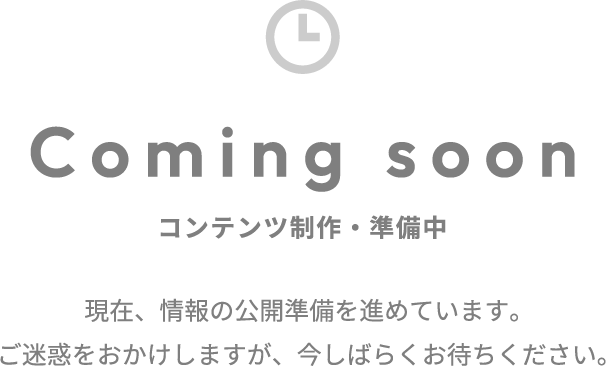 Coming soon
コンテンツ制作・準備中
現在、情報の公開準備を進めています。
ご迷惑をおかけしますが、今しばらくお待ちください。